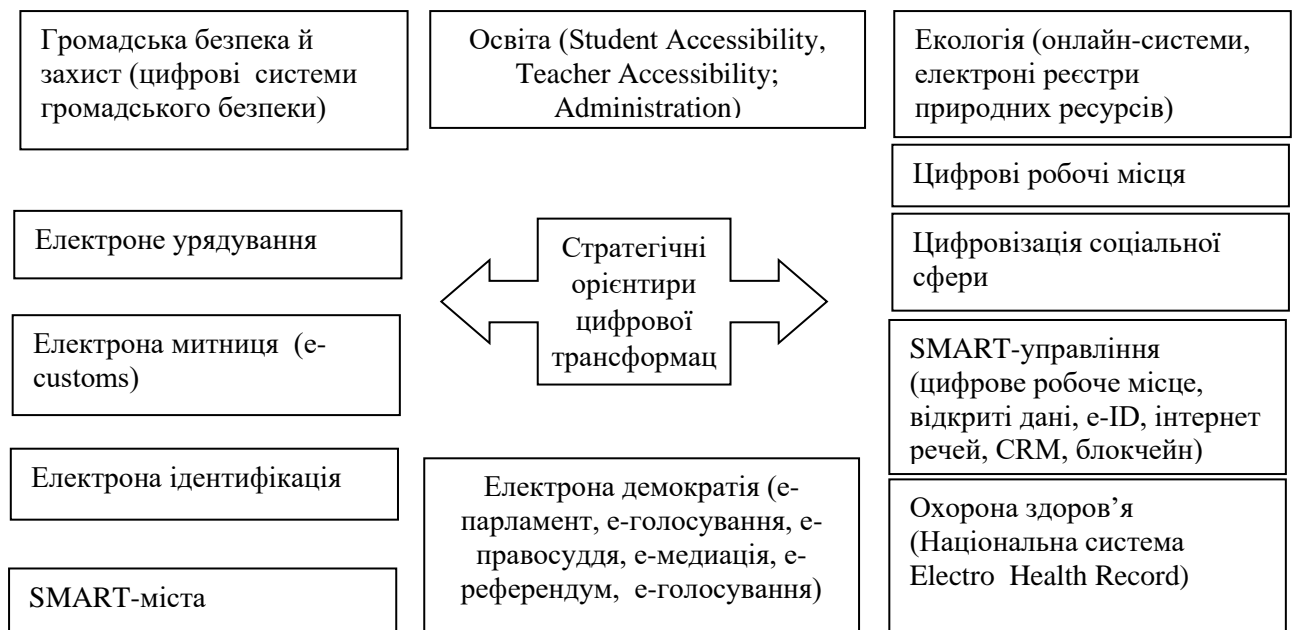 Громадська безпека й
захист (цифрові системи
громадського безпеки)
Освіта (Student Accessibility,
Teacher Accessibility;
Administration)
Екологія (онлайн-системи,
електроні реєстри
природних ресурсів)
Цифрові робочі місця
Електроне урядування
Стратегічні
орієнтири
цифрової
трансформац
Цифровізація соціальної
сфери
Електрона митниця (e-
customs)
SMART-управління
(цифрове робоче місце,
відкриті дані, e-ID, інтернет
речей, CRM, блокчейн)
Електрона ідентифікація
Електрона демократія (е-
парламент, е-голосування, е-
правосуддя, е-медиація, е-
референдум, е-голосування)
Охорона здоров’я
(Національна система
Electro Health Record)
SMART-міста